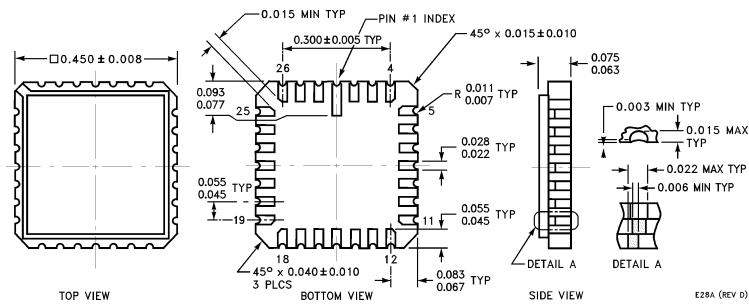 0.015 MIN TYP
PIN #1 INDEX
□0.450±0.008
0.300±0.005 TYP
45° x 0.015±0.010
26
4
0.093
0.077
25
R 0.011
0.007 TYP
5
0.075
0.063
0.003 MIN TYP
0.015 MAX
TYP
0.028
0.022 TYP
0.022 MAX TYP
0.006 MIN TYP
0.055
0.045 TYP
19
11
0.055
0.045 TYP
18
12
45° x 0.040±0.010
3 PLCS
0.083
0.067 TYP
DETAIL A
DETAIL A
TOP VIEW
BOTTOM VIEW
SIDE VIEW
E28A (REV D)